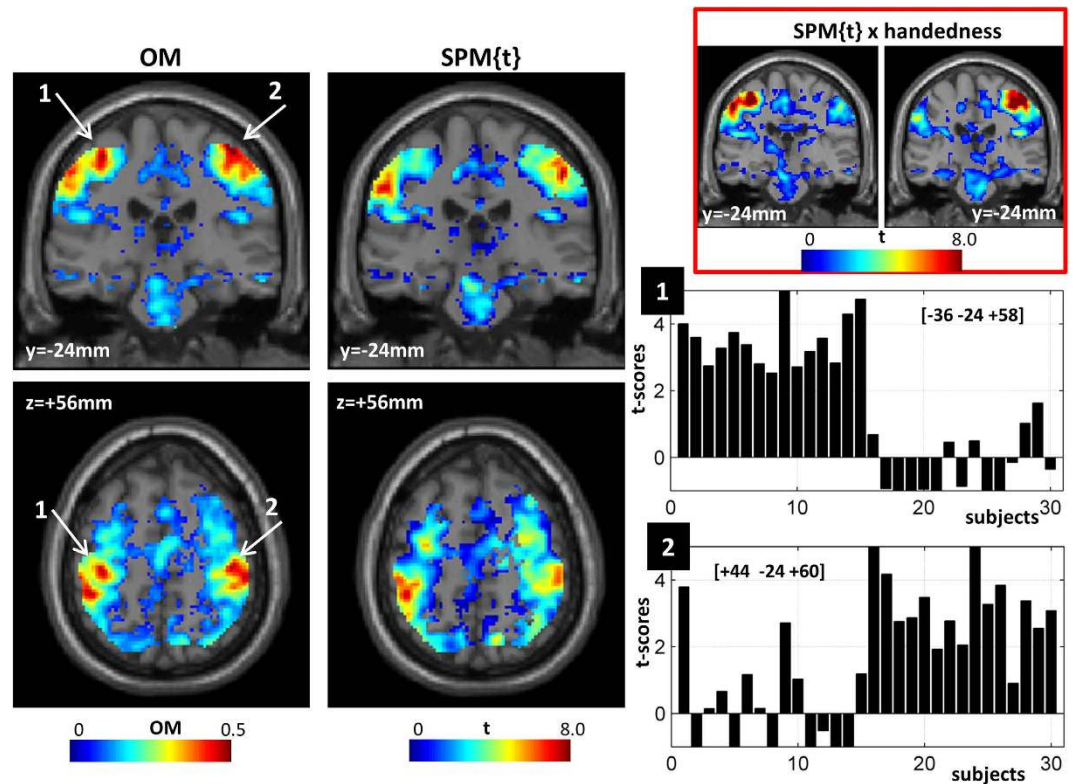 OM
SPM{t}
SPM{t} x handedness
1
2
y=-24mm
y=-24mm
y=-24mm
y=-24mm
0 t 8.0
z=+56mm
z=+56mm
1
2
0 OM 0.5
0 t 8.0
1
[-36 -24 +58]
t-scores
4
2
0
0 10 20 30
subjects
2
[+44 -24 +60]
t-scores
4
2
0
0 10 20 30
subjects